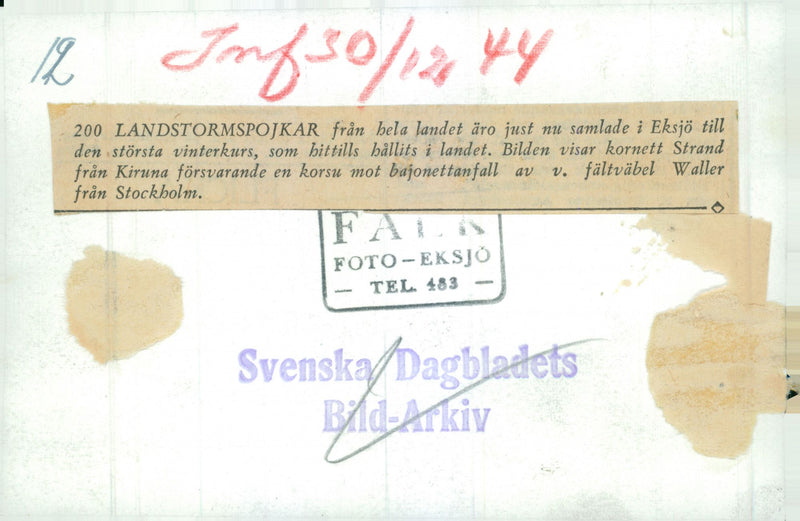 12
Inf 30/12 44
200 LANDSTORMSPOJKAR från hela landet äro just nu samlade i Eksjö till
den största vinterkurs, som hittills hållits i landet. Bilden visar kornett Strand
från Kiruna försvarande en korsu mot bajonettanfall av v. fältväbel Waller
från Stockholm.
FALK
FOTO-EKSJÖ
— TEL. 483 —
Svenska Dagbladets
Bild-Arkiv